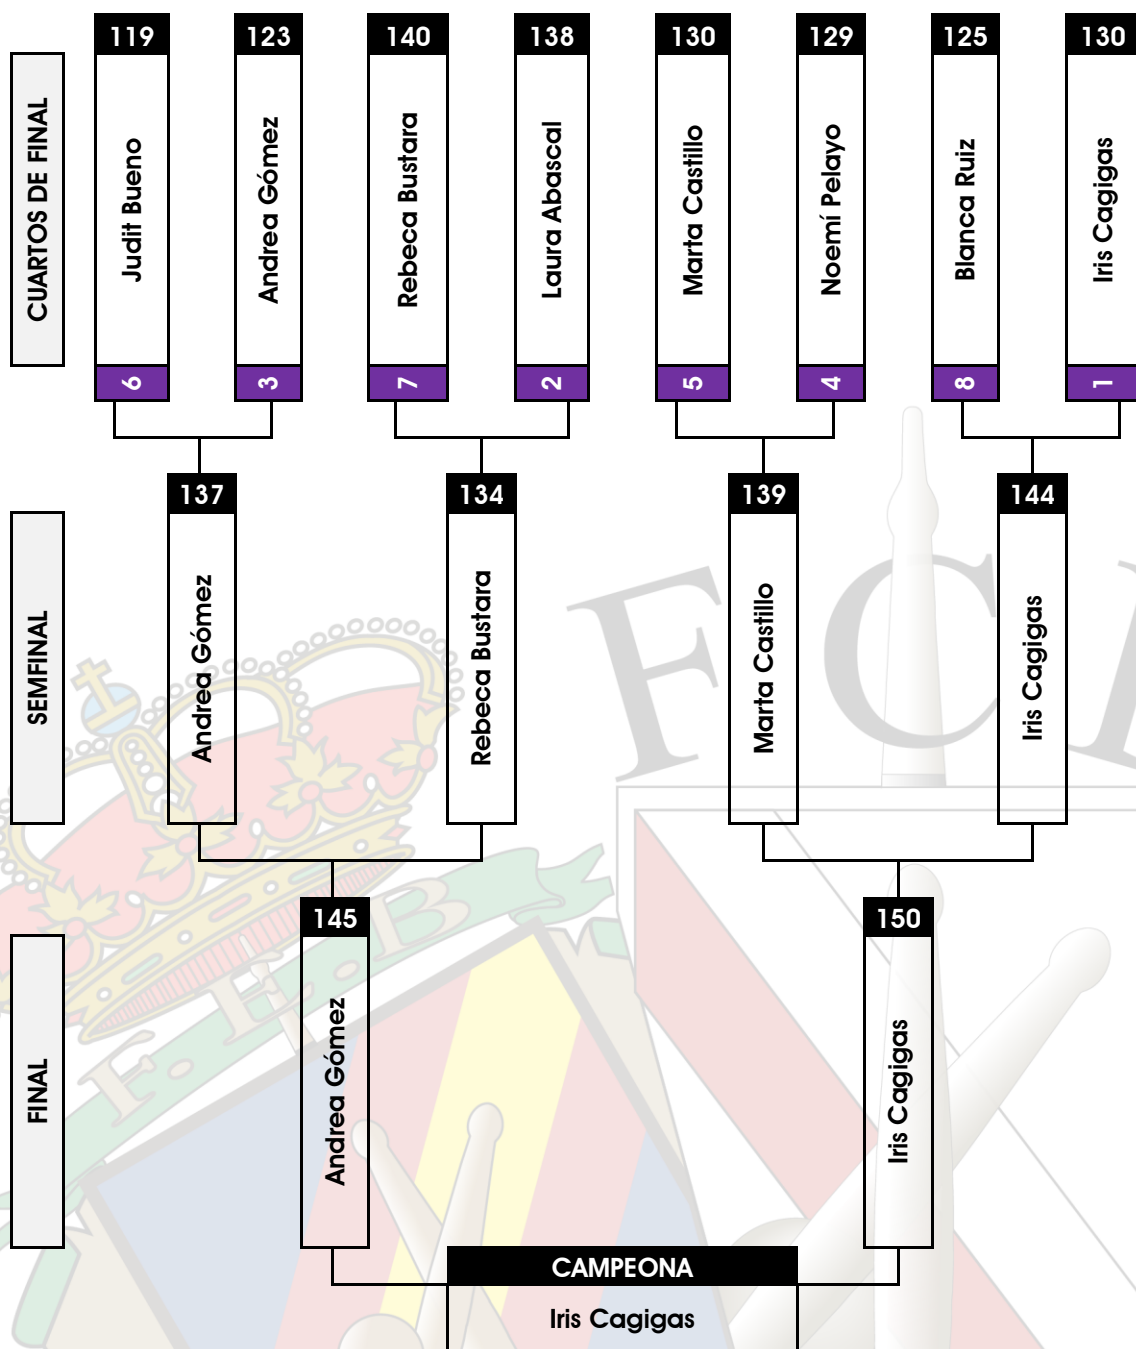 119 123 140 138 130 129 125 130
CUARTOS DE FINAL
Judit Bueno
Andrea Gómez
Rebeca Bustara
Laura Abascal
Marta Castillo
Noemí Pelayo
Blanca Ruiz
Iris Cagigas
6 3 7 2 5 4 8 1
137 134 139 144
SEMFINAL
Andrea Gómez
Rebeca Bustara
Marta Castillo
Iris Cagigas
145 150
FINAL
Andrea Gómez
Iris Cagigas
CAMPEONA
Iris Cagigas
F C
F. E. B